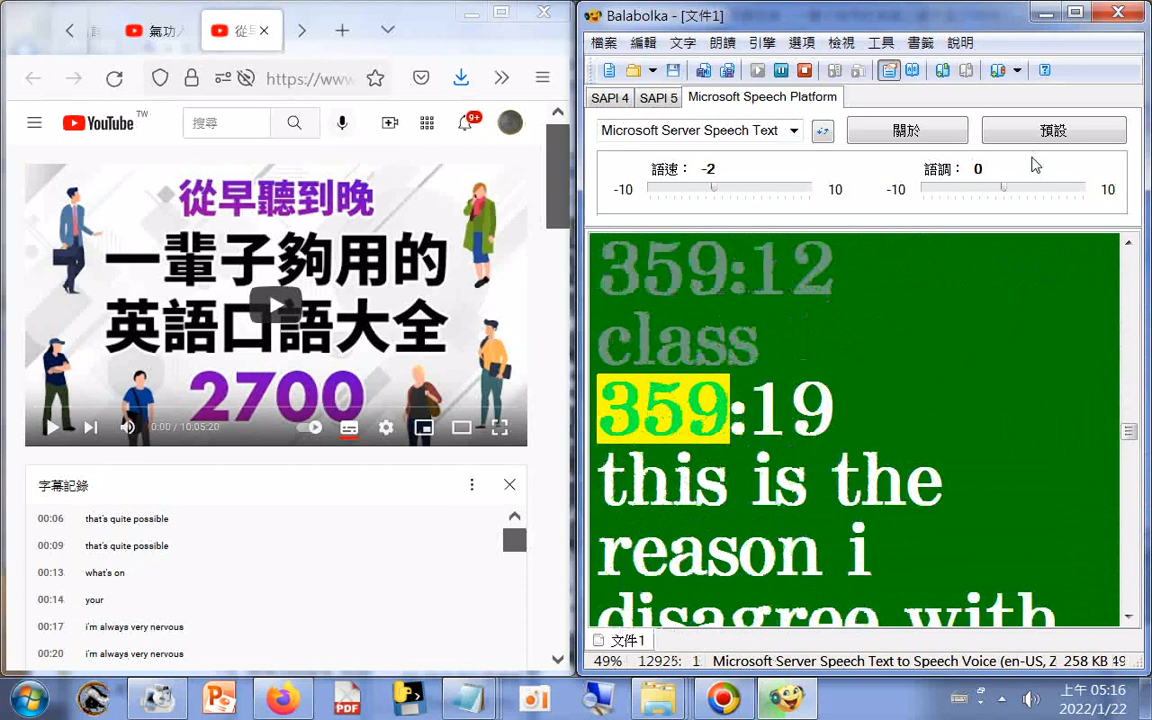 氣功
從
https://www
YouTube TW
搜尋
9+
從早聽到晚
一輩子夠用的
英語口語大全
2700
0:00 / 10:05:20
字幕記錄
00:06 that's quite possible
00:09 that's quite possible
00:13 what's on
00:14 your
00:17 i'm always very nervous
00:20 i'm always very nervous
Balabolka - [文件1]
檔案 編輯 文字 朗讀 引擎 選項 檢視 工具 書籤 說明
SAPI 4 SAPI 5 Microsoft Speech Platform
Microsoft Server Speech Text 關於 預設
語速： -2 語調： 0
-10 10 -10 10
359:12
class
359:19
this is the
reason i
disagree with
文件1
49% 12925: 1 Microsoft Server Speech Text to Speech Voice (en-US, Z 258 KB 49
PDF
上午 05:16
2022/1/22